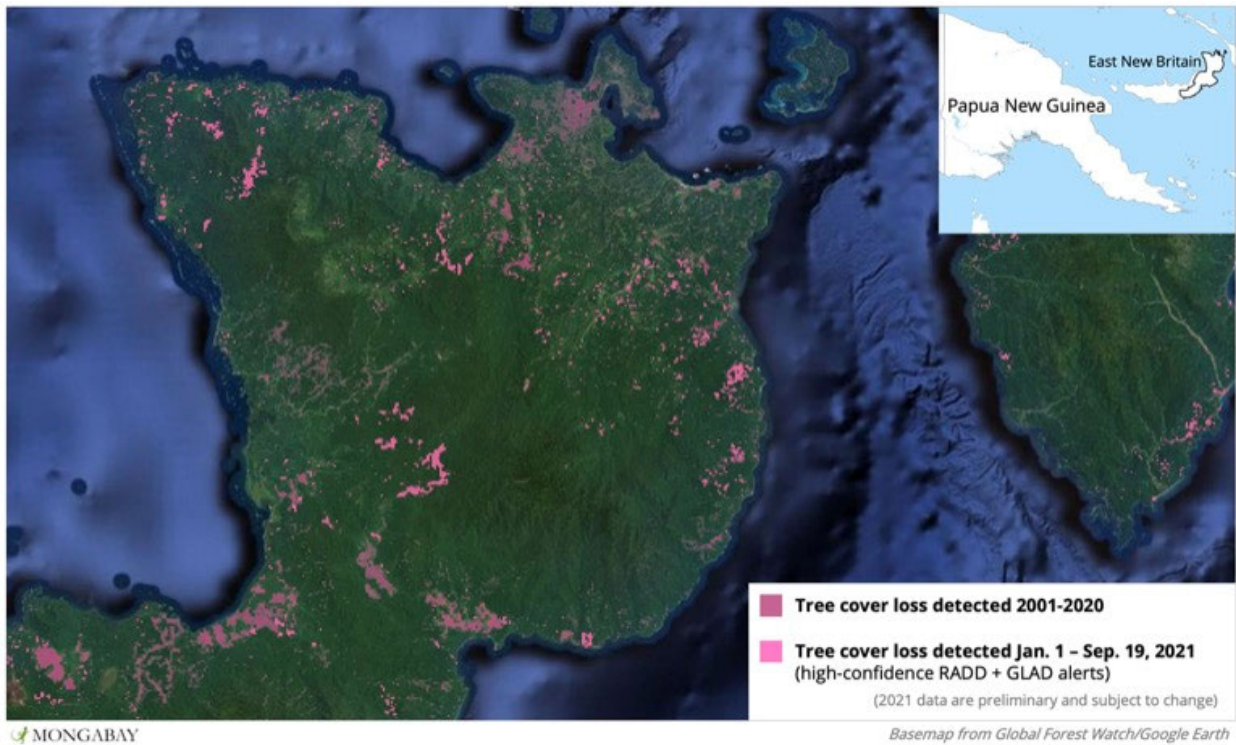 East New Britain
Papua New Guinea
Tree cover loss detected 2001-2020
Tree cover loss detected Jan. 1 – Sep. 19, 2021
(high-confidence RADD + GLAD alerts)
(2021 data are preliminary and subject to change)
MONGABAY
Basemap from Global Forest Watch/Google Earth